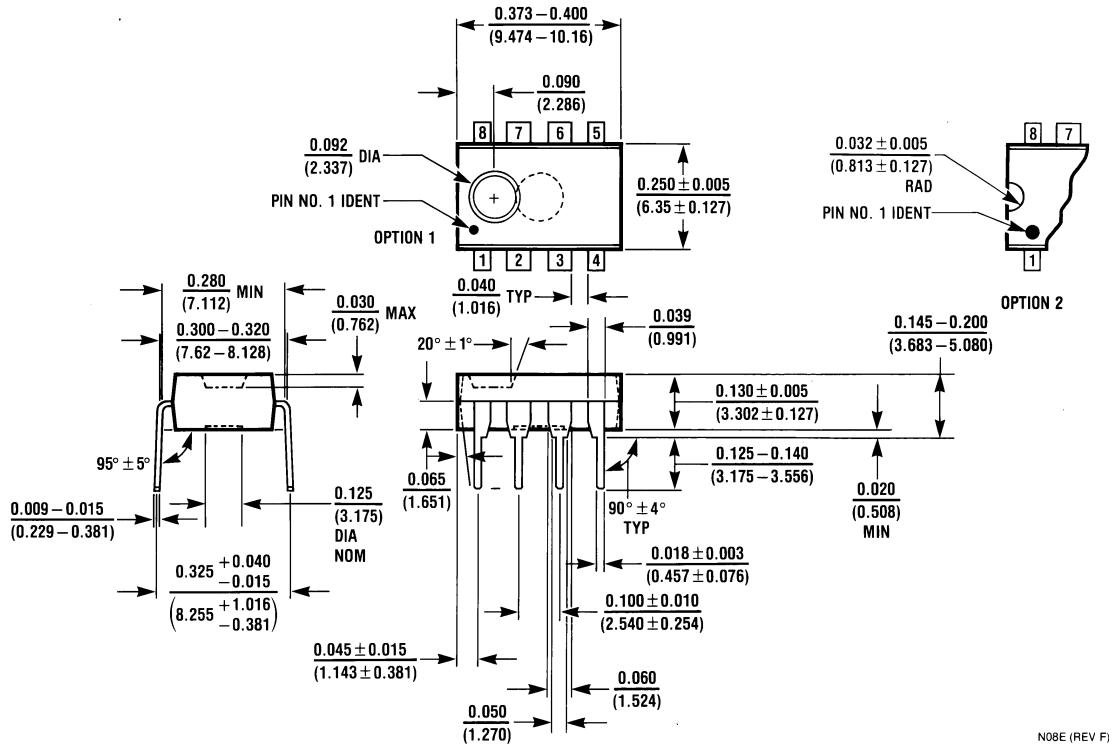 0.373 – 0.400
(9.474 – 10.16)
0.090
(2.286)
8 7 6 5
0.092
(2.337) DIA
PIN NO. 1 IDENT
OPTION 1
0.250 ± 0.005
(6.35 ± 0.127)
1 2 3 4
0.032 ± 0.005
(0.813 ± 0.127)
RAD
PIN NO. 1 IDENT
8 7
1
OPTION 2
0.280
(7.112) MIN
0.300 – 0.320
(7.62 – 8.128)
0.030
(0.762) MAX
0.040
(1.016) TYP
20° ± 1°
0.039
(0.991)
0.145 – 0.200
(3.683 – 5.080)
0.130 ± 0.005
(3.302 ± 0.127)
95° ± 5°
0.009 – 0.015
(0.229 – 0.381)
0.125
(3.175)
DIA
NOM
0.065
(1.651)
0.125 – 0.140
(3.175 – 3.556)
90° ± 4°
TYP
0.020
(0.508)
MIN
0.325 +0.040
−0.015
(8.255 +1.016
−0.381)
0.018 ± 0.003
(0.457 ± 0.076)
0.100 ± 0.010
(2.540 ± 0.254)
0.045 ± 0.015
(1.143 ± 0.381)
0.060
(1.524)
0.050
(1.270)
N08E (REV F)